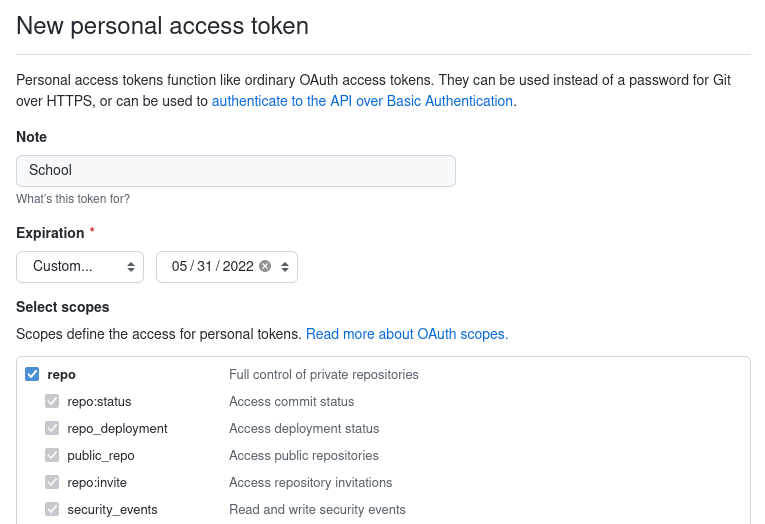 New personal access token
Personal access tokens function like ordinary OAuth access tokens. They can be used instead of a password for Git
over HTTPS, or can be used to authenticate to the API over Basic Authentication.
Note
School
What's this token for?
Expiration *
Custom... 05 / 31 / 2022
Select scopes
Scopes define the access for personal tokens. Read more about OAuth scopes.
repo Full control of private repositories
repo:status Access commit status
repo_deployment Access deployment status
public_repo Access public repositories
repo:invite Access repository invitations
security_events Read and write security events